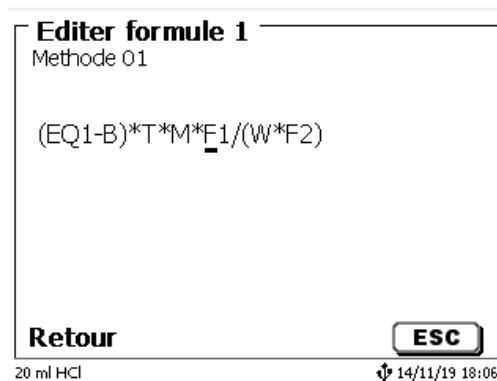 Editer formule 1
Methode 01
(EQ1-B)*T*M*F1/(W*F2)
Retour ESC
20 ml HCl 14/11/19 18:06